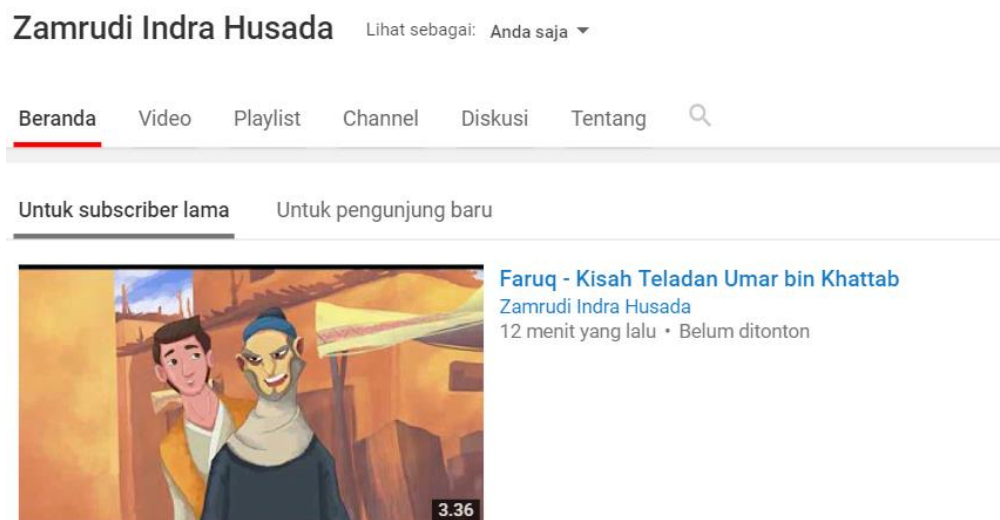 Zamrudi Indra Husada Lihat sebagai: Anda saja
Beranda Video Playlist Channel Diskusi Tentang
Untuk subscriber lama Untuk pengunjung baru
Faruq - Kisah Teladan Umar bin Khattab
Zamrudi Indra Husada
12 menit yang lalu • Belum ditonton
3.36